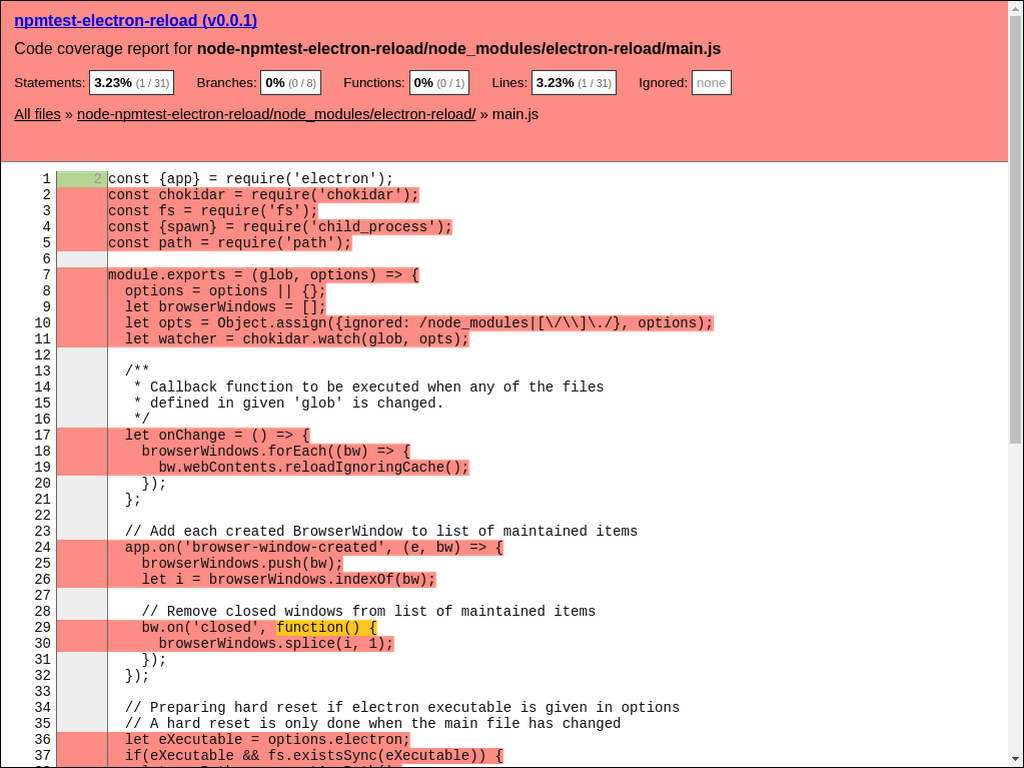 npmtest-electron-reload (v0.0.1)
Code coverage report for node-npmtest-electron-reload/node_modules/electron-reload/main.js
Statements: 3.23% (1 / 31) Branches: 0% (0 / 8) Functions: 0% (0 / 1) Lines: 3.23% (1 / 31) Ignored: none
All files » node-npmtest-electron-reload/node_modules/electron-reload/ » main.js
1 2 const {app} = require('electron');
2 const chokidar = require('chokidar');
3 const fs = require('fs');
4 const {spawn} = require('child_process');
5 const path = require('path');
6
7 module.exports = (glob, options) => {
8   options = options || {};
9   let browserWindows = [];
10   let opts = Object.assign({ignored: /node_modules|[\/\\]\./}, options);
11   let watcher = chokidar.watch(glob, opts);
12
13   /**
14    * Callback function to be executed when any of the files
15    * defined in given 'glob' is changed.
16    */
17   let onChange = () => {
18     browserWindows.forEach((bw) => {
19       bw.webContents.reloadIgnoringCache();
20     });
21   };
22
23   // Add each created BrowserWindow to list of maintained items
24   app.on('browser-window-created', (e, bw) => {
25     browserWindows.push(bw);
26     let i = browserWindows.indexOf(bw);
27
28     // Remove closed windows from list of maintained items
29     bw.on('closed', function() {
30       browserWindows.splice(i, 1);
31     });
32   });
33
34   // Preparing hard reset if electron executable is given in options
35   // A hard reset is only done when the main file has changed
36   let eXecutable = options.electron;
37   if(eXecutable && fs.existsSync(eXecutable)) {